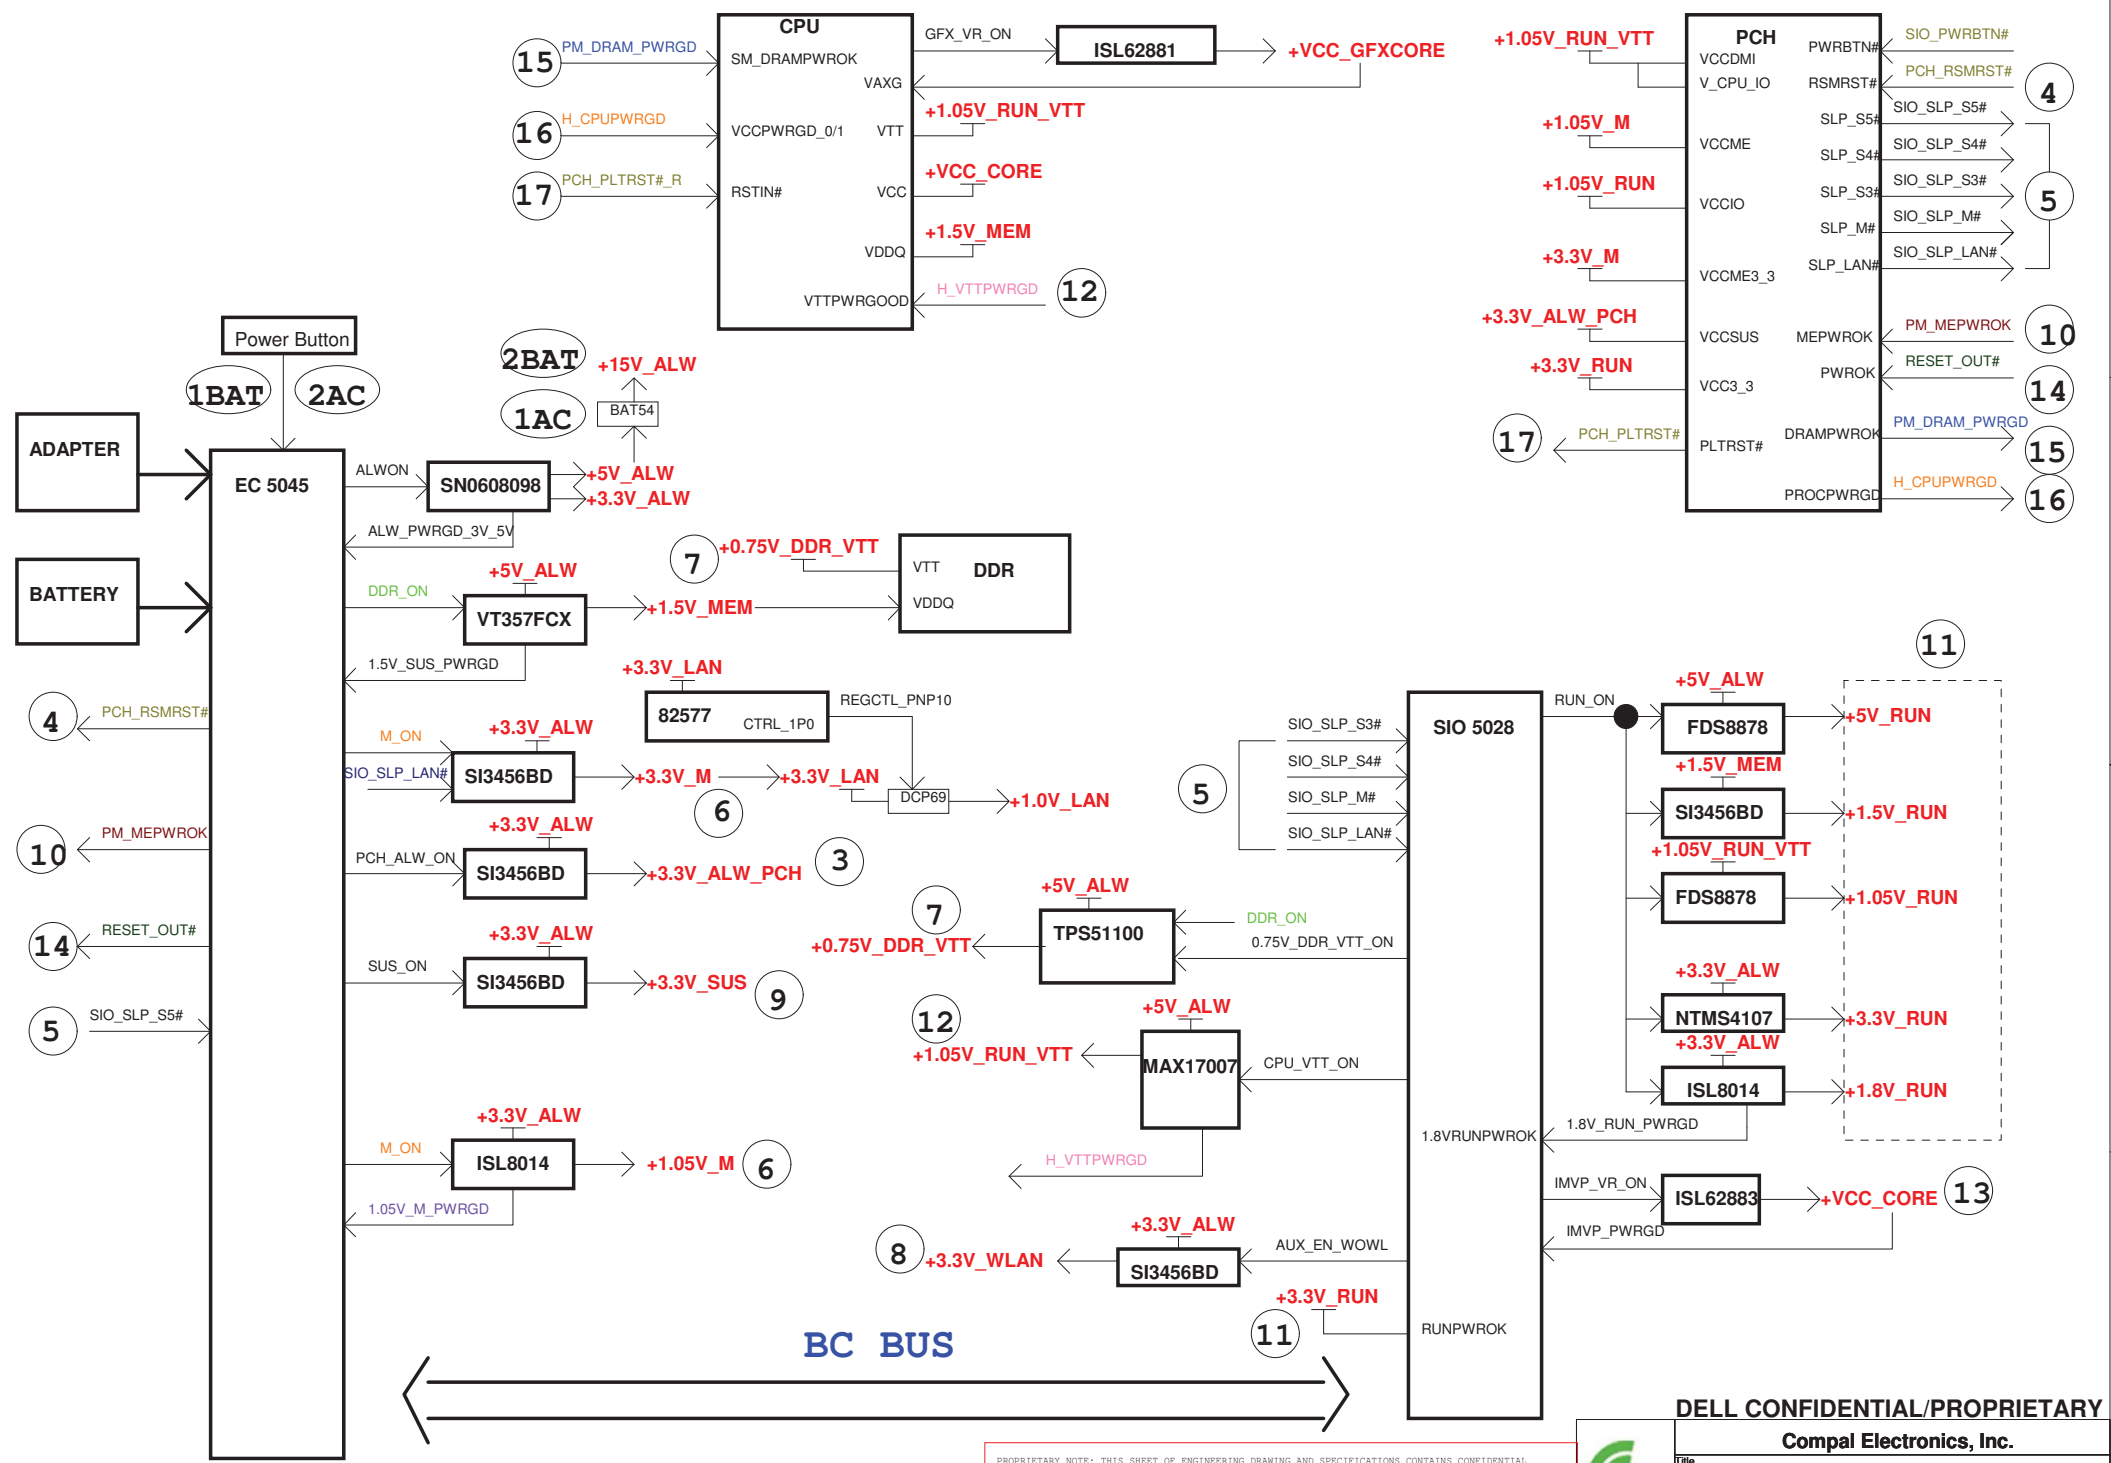 CPU
15
PM_DRAM_PWRGD
SM_DRAMPWROK
GFX_VR_ON
ISL62881
+VCC_GFXCORE
VAXG
16
H_CPUPWRGD
VCCPWRGD_0/1
+1.05V_RUN_VTT
VTT
17
PCH_PLTRST#_R
RSTIN#
+VCC_CORE
VCC
+1.5V_MEM
VDDQ
VTTPWRGOOD
H_VTTPWRGD
12
PCH
+1.05V_RUN_VTT
VCCDMI
V_CPU_IO
+1.05V_M
VCCME
+1.05V_RUN
VCCIO
+3.3V_M
VCCME3_3
+3.3V_ALW_PCH
VCCSUS
+3.3V_RUN
VCC3_3
17
PCH_PLTRST#
PLTRST#
PWRBTN#
SIO_PWRBTN#
RSMRST#
PCH_RSMRST#
4
SLP_S5#
SIO_SLP_S5#
SLP_S4#
SIO_SLP_S4#
SLP_S3#
SIO_SLP_S3#
5
SLP_M#
SIO_SLP_M#
SLP_LAN#
SIO_SLP_LAN#
MEPWROK
PM_MEPWROK
10
PWROK
RESET_OUT#
14
DRAMPWROK
PM_DRAM_PWRGD
15
PROCPWRGD
H_CPUPWRGD
16
Power Button
1BAT
2AC
2BAT
+15V_ALW
1AC
BAT54
ADAPTER
BATTERY
EC 5045
ALWON
SN0608098
+5V_ALW
+3.3V_ALW
ALW_PWRGD_3V_5V
DDR_ON
+5V_ALW
VT357FCX
+1.5V_MEM
7
+0.75V_DDR_VTT
VTT
DDR
VDDQ
1.5V_SUS_PWRGD
+3.3V_LAN
82577
CTRL_1P0
REGCTL_PNP10
4
PCH_RSMRST#
M_ON
SIO_SLP_LAN#
+3.3V_ALW
SI3456BD
+3.3V_M
6
+3.3V_LAN
DCP69
+1.0V_LAN
10
PM_MEPWROK
PCH_ALW_ON
+3.3V_ALW
SI3456BD
+3.3V_ALW_PCH
3
14
RESET_OUT#
SUS_ON
+3.3V_ALW
SI3456BD
+3.3V_SUS
9
5
SIO_SLP_S5#
M_ON
+3.3V_ALW
ISL8014
+1.05V_M
6
1.05V_M_PWRGD
SIO 5028
5
SIO_SLP_S3#
SIO_SLP_S4#
SIO_SLP_M#
SIO_SLP_LAN#
7
+0.75V_DDR_VTT
+5V_ALW
TPS51100
DDR_ON
0.75V_DDR_VTT_ON
12
+1.05V_RUN_VTT
+5V_ALW
MAX17007
CPU_VTT_ON
H_VTTPWRGD
8
+3.3V_WLAN
+3.3V_ALW
SI3456BD
AUX_EN_WOWL
+3.3V_RUN
11
RUNPWROK
RUN_ON
11
+5V_ALW
FDS8878
+5V_RUN
+1.5V_MEM
SI3456BD
+1.5V_RUN
+1.05V_RUN_VTT
FDS8878
+1.05V_RUN
+3.3V_ALW
NTMS4107
+3.3V_RUN
+3.3V_ALW
ISL8014
+1.8V_RUN
1.8VRUNPWROK
1.8V_RUN_PWRGD
IMVP_VR_ON
ISL62883
+VCC_CORE
13
IMVP_PWRGD
BC BUS
DELL CONFIDENTIAL/PROPRIETARY
Compal Electronics, Inc.
Title
PROPRIETARY NOTE: THIS SHEET OF ENGINEERING DRAWING AND SPECIFICATIONS CONTAINS CONFIDENTIAL